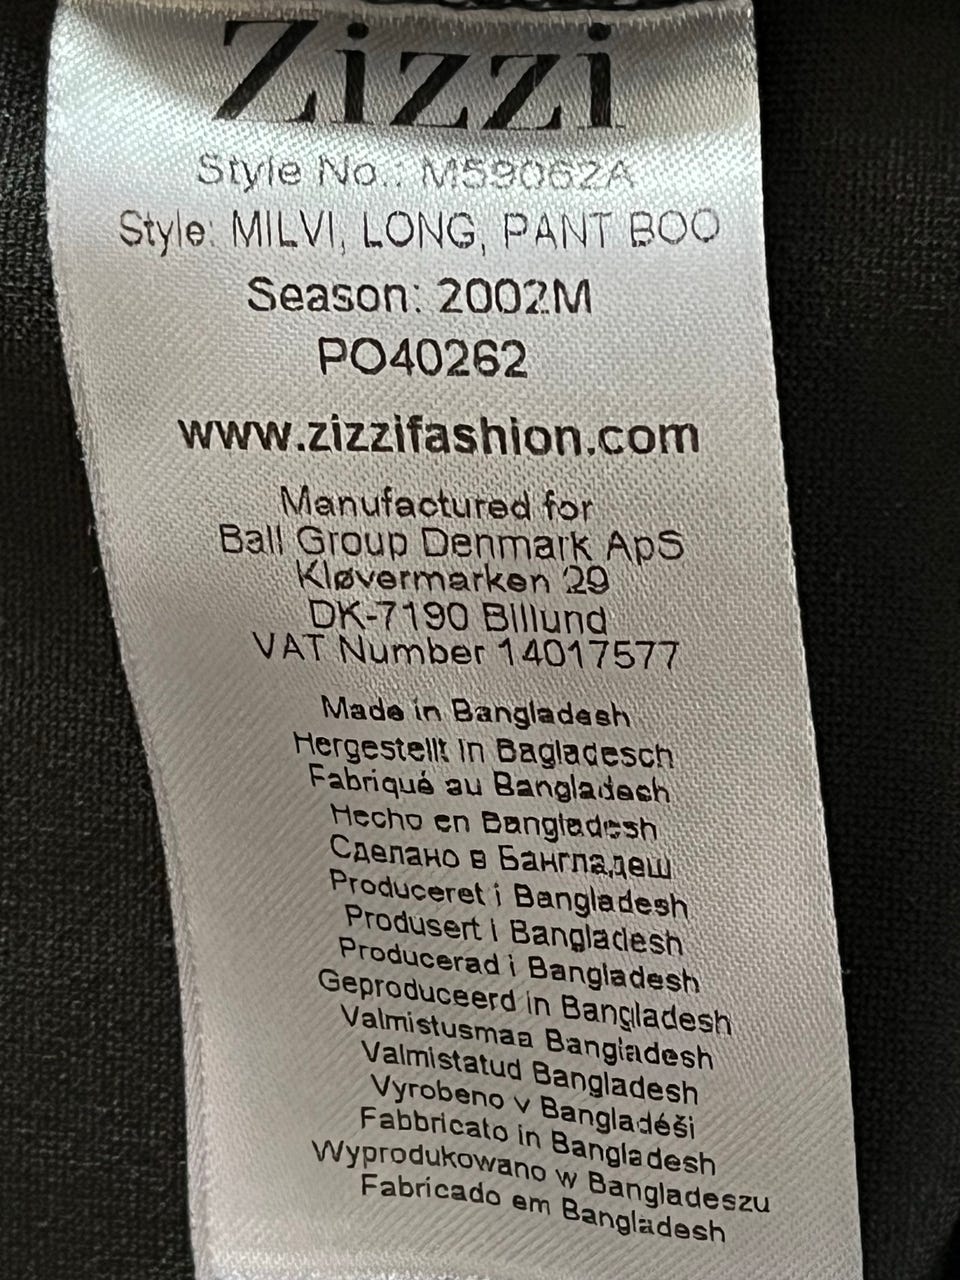 Zizzi
Style No.: M59062A
Style: MILVI, LONG, PANT BOO
Season: 2002M
PO40262
www.zizzifashion.com
Manufactured for
Ball Group Denmark ApS
Kløvermarken 29
DK-7190 Billund
VAT Number 14017577
Made in Bangladesh
Hergestellt in Bagladesch
Fabriqué au Bangladesh
Hecho en Bangladesh
Сделано в Бангладеш
Produceret i Bangladesh
Produsert i Bangladesh
Producerad i Bangladesh
Geproduceerd in Bangladesh
Valmistusmaa Bangladesh
Valmistatud Bangladesh
Vyrobeno v Bangladéši
Fabbricato in Bangladesh
Wyprodukowano w Bangladeszu
Fabricado em Bangladesh